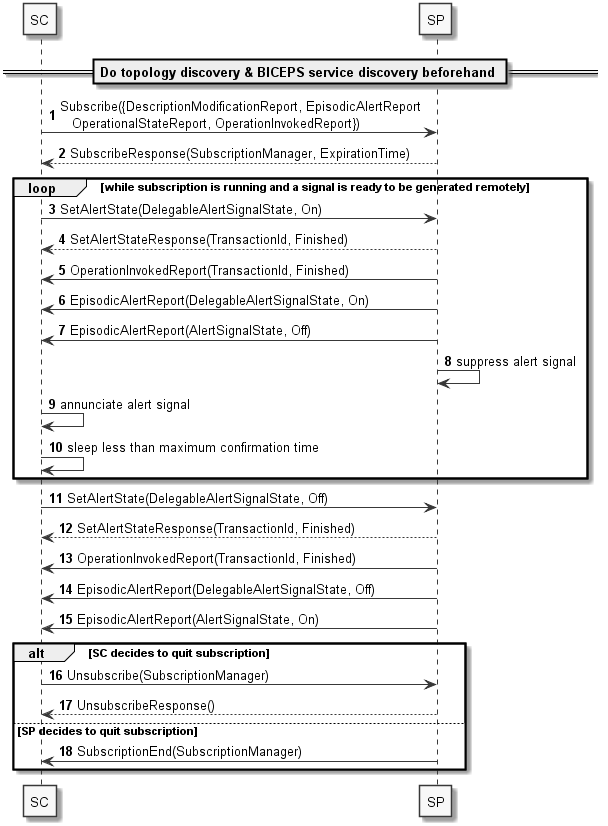 SC SP
Do topology discovery & BICEPS service discovery beforehand
Subscribe({DescriptionModificationReport, EpisodicAlertReport
1 OperationalStateReport, OperationInvokedReport})
2 SubscribeResponse(SubscriptionManager, ExpirationTime)
loop [while subscription is running and a signal is ready to be generated remotely]
3 SetAlertState(DelegableAlertSignalState, On)
4 SetAlertStateResponse(TransactionId, Finished)
5 OperationInvokedReport(TransactionId, Finished)
6 EpisodicAlertReport(DelegableAlertSignalState, On)
7 EpisodicAlertReport(AlertSignalState, Off)
8 suppress alert signal
9 annunciate alert signal
10 sleep less than maximum confirmation time
11 SetAlertState(DelegableAlertSignalState, Off)
12 SetAlertStateResponse(TransactionId, Finished)
13 OperationInvokedReport(TransactionId, Finished)
14 EpisodicAlertReport(DelegableAlertSignalState, Off)
15 EpisodicAlertReport(AlertSignalState, On)
alt [SC decides to quit subscription]
16 Unsubscribe(SubscriptionManager)
17 UnsubscribeResponse()
[SP decides to quit subscription]
18 SubscriptionEnd(SubscriptionManager)
SC SP